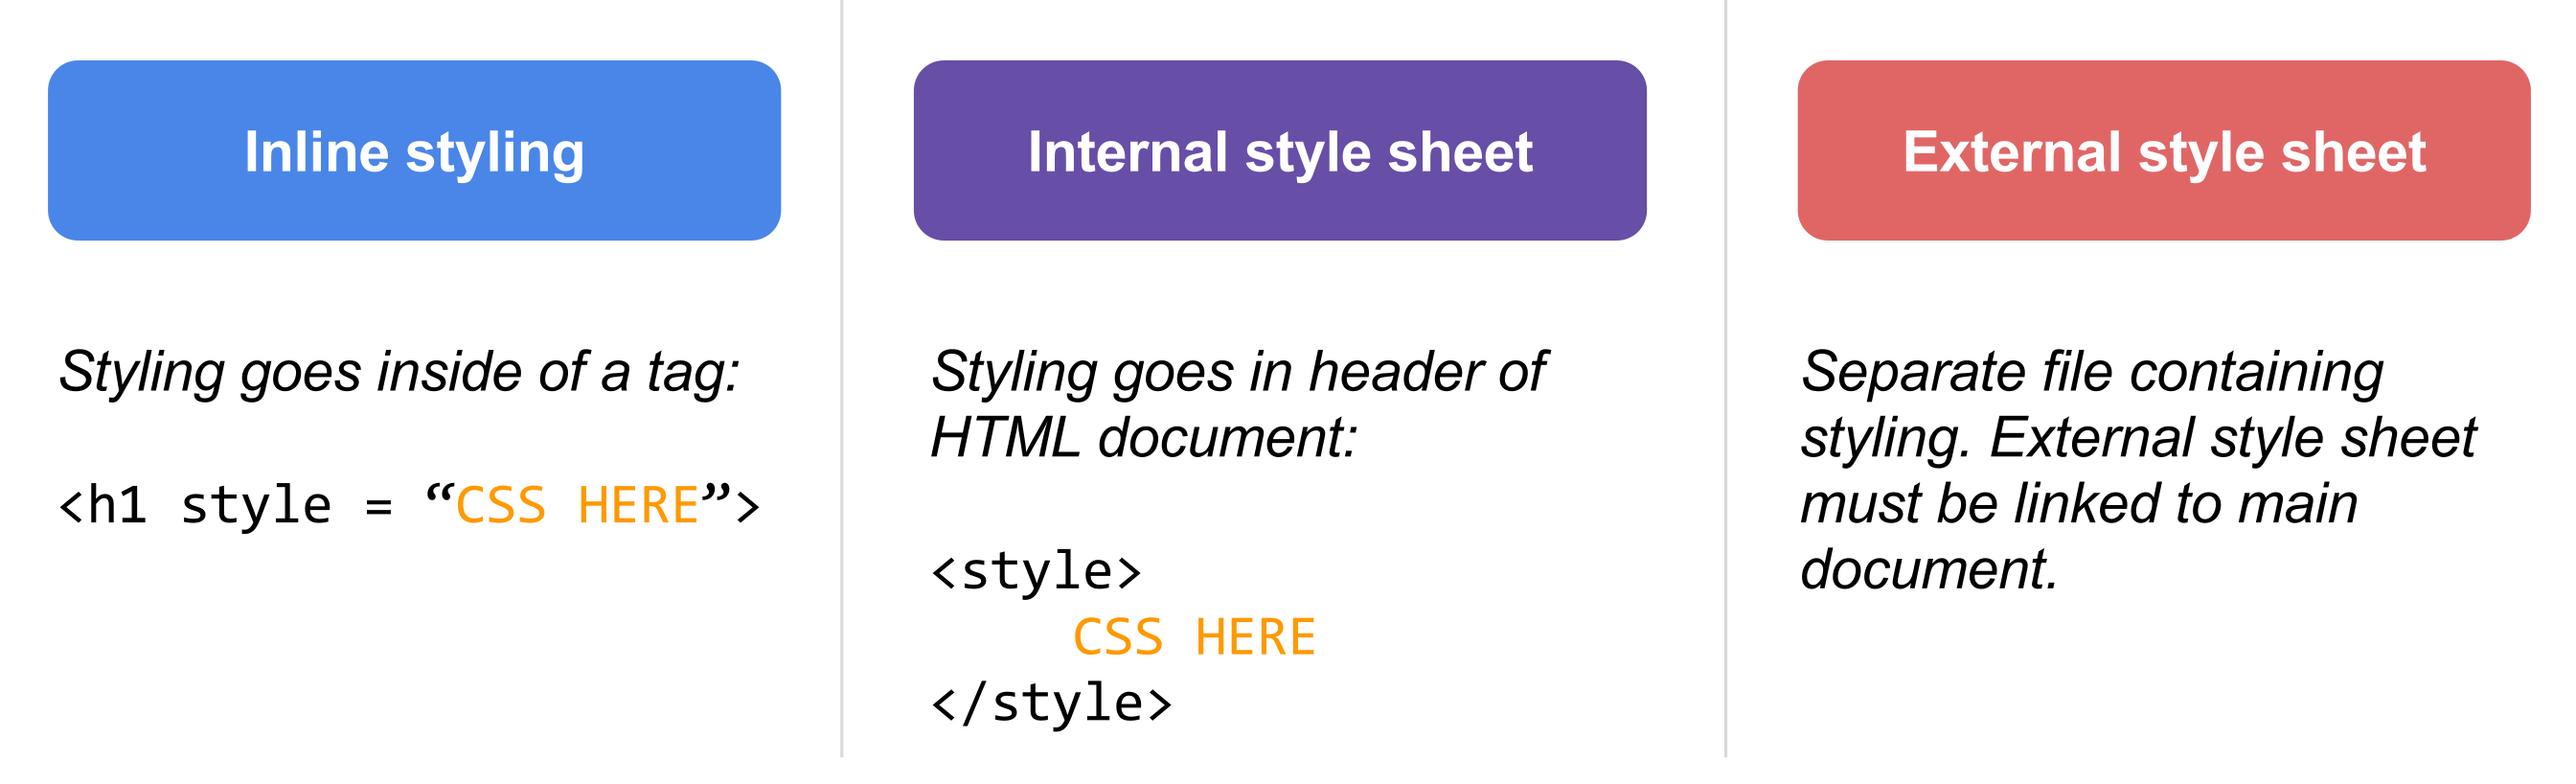 Inline styling
Styling goes inside of a tag:
<h1 style = “CSS HERE”>
Internal style sheet
Styling goes in header of
HTML document:
<style>
CSS HERE
</style>
External style sheet
Separate file containing
styling. External style sheet
must be linked to main
document.